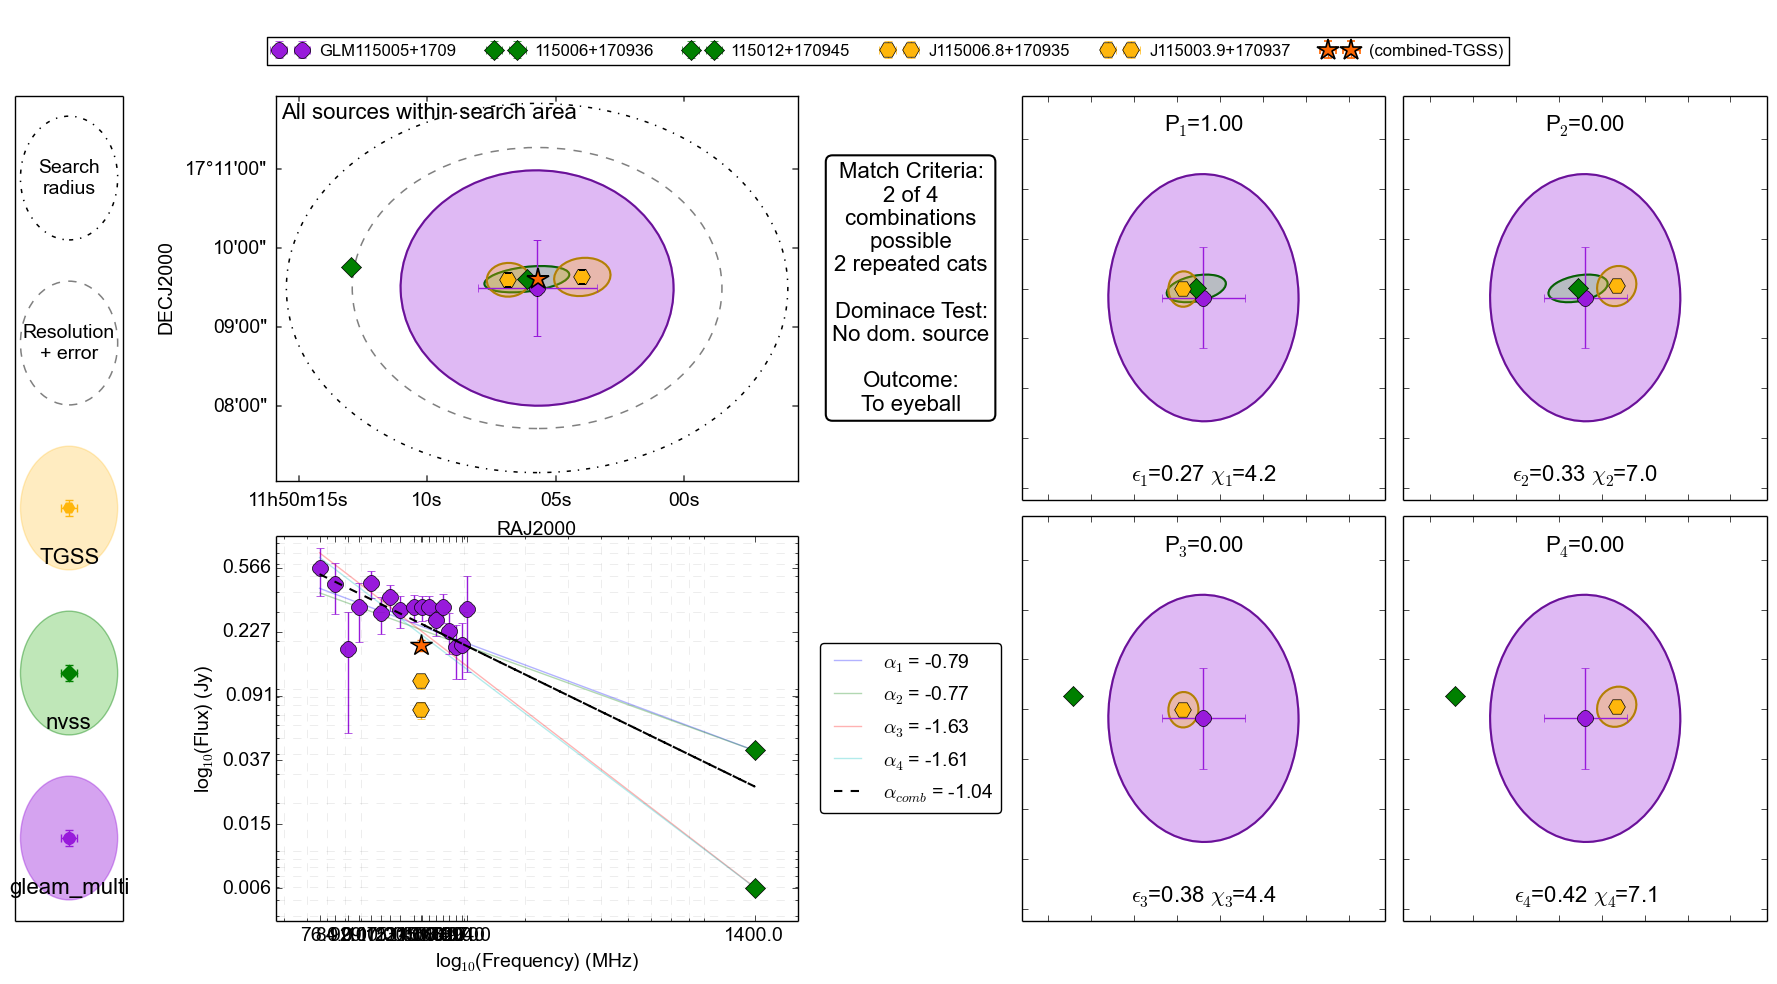 GLM115005+1709 115006+170936 115012+170945 J115006.8+170935 J115003.9+170937 (combined-TGSS)
Search
radius
Resolution
+ error
TGSS
nvss
gleam_multi
All sources within search area
DECJ2000
17°11'00"
10'00"
09'00"
08'00"
11h50m15s 10s 05s 00s
RAJ2000
Match Criteria:
2 of 4
combinations
possible
2 repeated cats
Dominace Test:
No dom. source
Outcome:
To eyeball
P1=1.00
ϵ1=0.27 χ1=4.2
P2=0.00
ϵ2=0.33 χ2=7.0
P3=0.00
ϵ3=0.38 χ3=4.4
P4=0.00
ϵ4=0.42 χ4=7.1
log10(Flux) (Jy)
0.566
0.227
0.091
0.037
0.015
0.006
1400.0
log10(Frequency) (MHz)
α1 = -0.79
α2 = -0.77
α3 = -1.63
α4 = -1.61
αcomb = -1.04